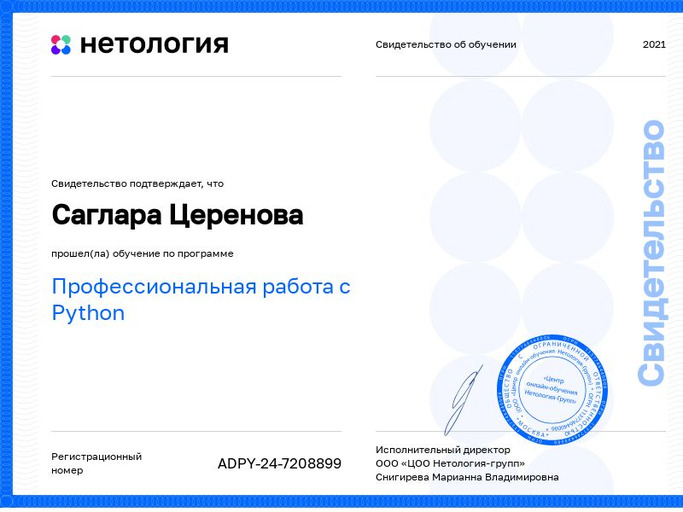 нетология
Свидетельство об обучении
2021
Свидетельство подтверждает, что
Саглара Церенова
прошел(ла) обучение по программе
Профессиональная работа с
Python
Свидетельство
«Центр
онлайн-обучения
Нетология-Групп»
Регистрационный
номер
ADPY-24-7208899
Исполнительный директор
ООО «ЦОО Нетология-групп»
Снигирева Марианна Владимировна